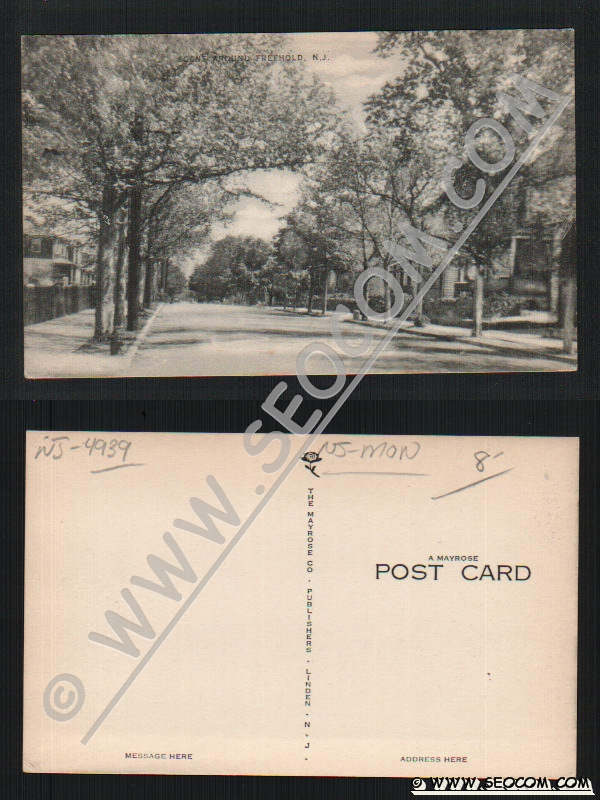 SCENE AROUND FREEHOLD, N.J.
© WWW.SEOCOM.COM
NJ-4939
NJ-MON
8-
THE MAYROSE CO. PUBLISHERS. LINDEN. N. J.
A MAYROSE
POST CARD
MESSAGE HERE
ADDRESS HERE
© WWW.SEOCOM.COM